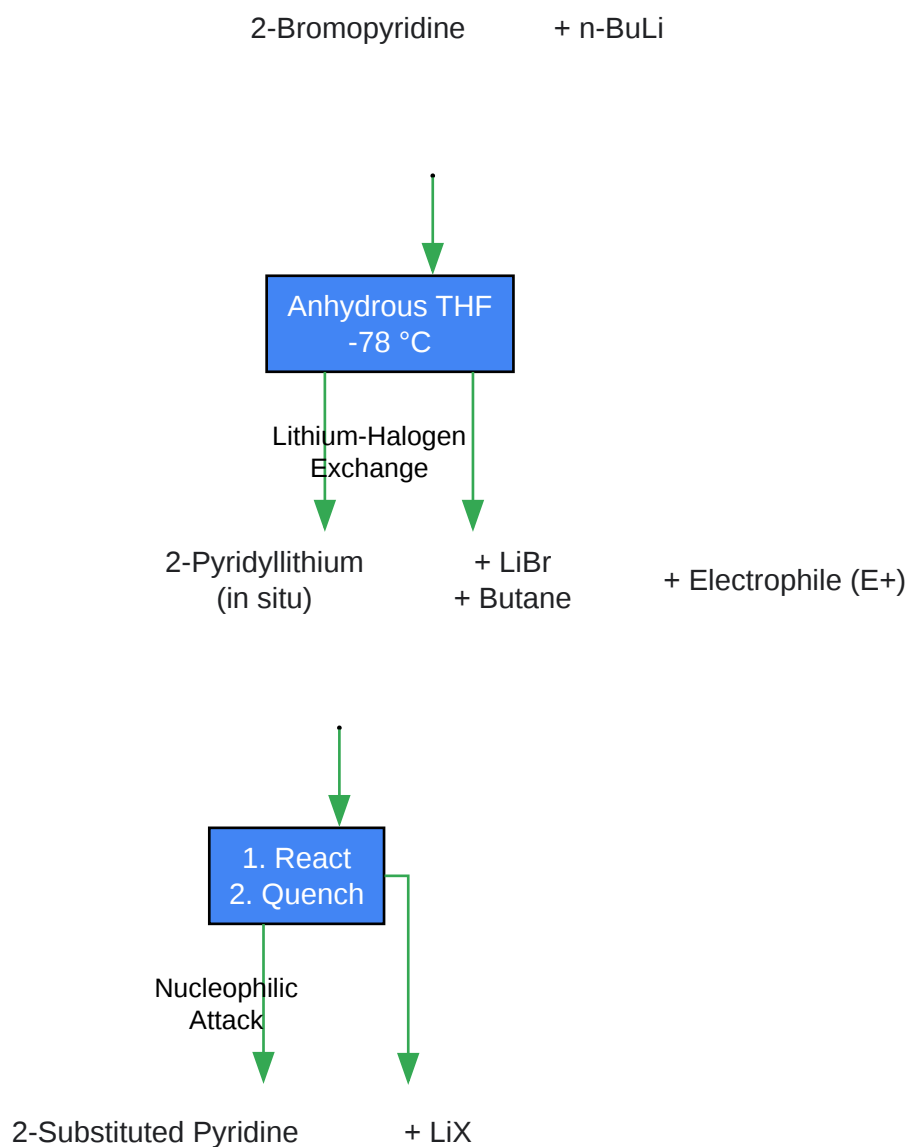 2-Bromopyridine + n-BuLi
Anhydrous THF
-78 °C
Lithium-Halogen
Exchange
2-Pyridyllithium
(in situ)
+ LiBr
+ Butane
+ Electrophile (E+)
1. React
2. Quench
Nucleophilic
Attack
2-Substituted Pyridine + LiX